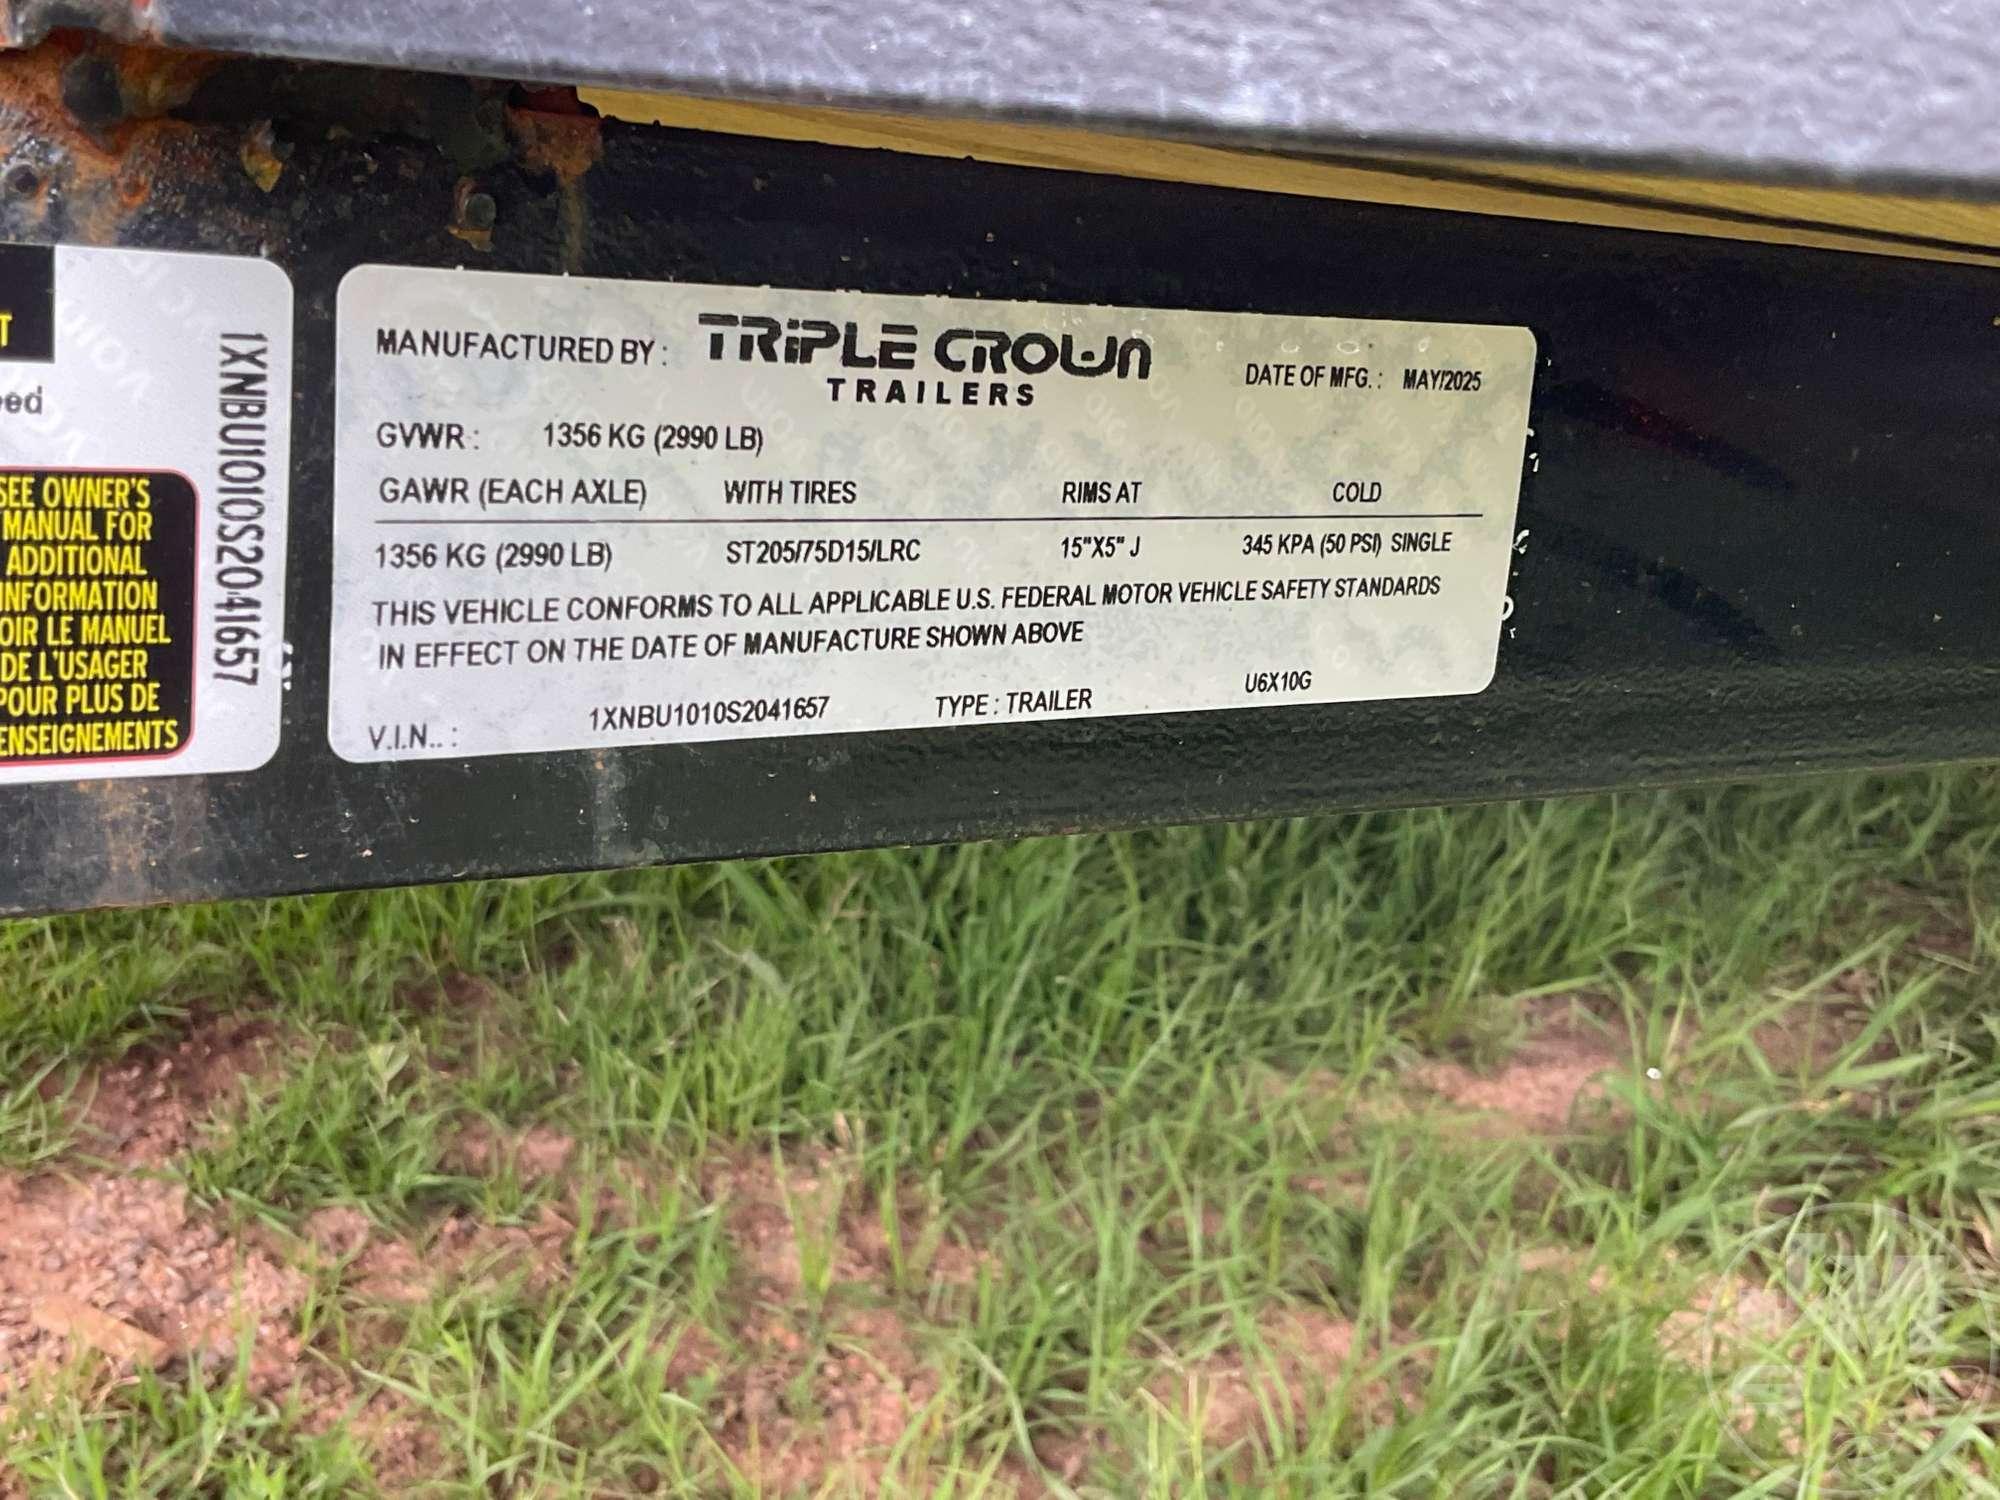 T
eed
SEE OWNER'S
MANUAL FOR
ADDITIONAL
INFORMATION
OIR LE MANUEL
DE L'USAGER
POUR PLUS DE
ENSEIGNEMENTS
1XNBU1010S2041657
MANUFACTURED BY : TRiPLE CROWN
TRAILERS
DATE OF MFG. : MAY/2025
GVWR : 1356 KG (2990 LB)
GAWR (EACH AXLE) WITH TIRES RIMS AT COLD
1356 KG (2990 LB) ST205/75D15/LRC 15"X5" J 345 KPA (50 PSI) SINGLE
THIS VEHICLE CONFORMS TO ALL APPLICABLE U.S. FEDERAL MOTOR VEHICLE SAFETY STANDARDS
IN EFFECT ON THE DATE OF MANUFACTURE SHOWN ABOVE
V.I.N.. : 1XNBU1010S2041657 TYPE : TRAILER U6X10G